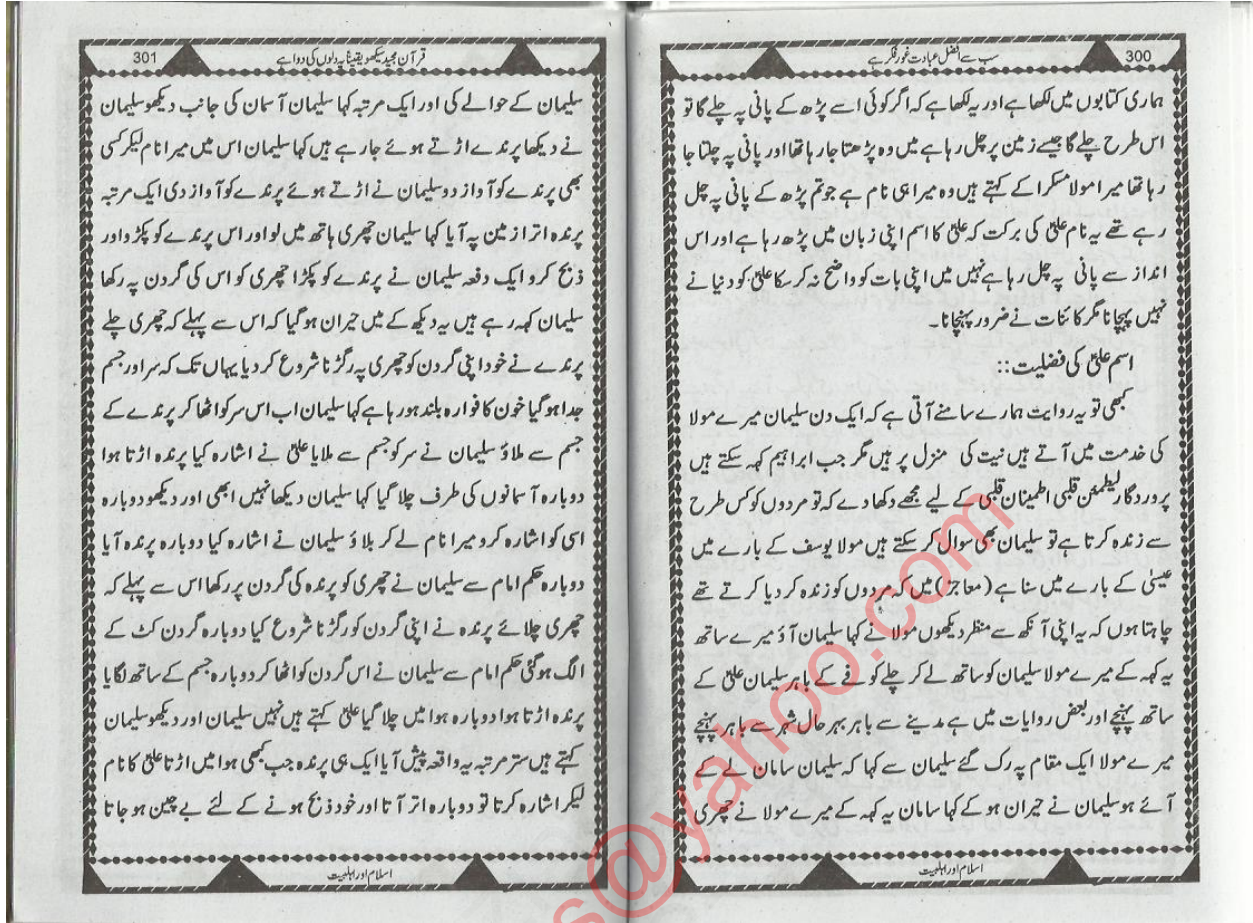 300
سب سے افضل عبادت غور فکر ہے
ہماری کتابوں میں لکھا ہے اور یہ لکھا ہے کہ اگر کوئی اسے پڑھ کے پانی پہ چلے گا تو
اس طرح چلے گا جیسے زمین پر چل رہا ہے میں وہ پڑھتا جا رہا تھا اور پانی پہ چلتا جا
رہا تھا میرا مولا مسکرا کے کہتے ہیں وہ میرا ہی نام ہے جو تم پڑھ کے پانی پہ چل
رہے تھے یہ نام علیؑ کی برکت کہ علیؑ کا اسم اپنی زبان میں پڑھ رہا ہے اور اس
انداز سے پانی پہ چل رہا ہے نہیں میں اپنی بات کو واضح نہ کر سکا علیؑ کو دنیا نے
نہیں پہچانا مگر کائنات نے ضرور پہنچانا۔
اسم علیؑ کی فضلیت::
کبھی تو یہ روایت ہمارے سامنے آتی ہے کہ ایک دن سلیمان میرے مولا
کی خدمت میں آتے ہیں نیت کی منزل پر ہیں مگر جب ابراہیم کہہ سکتے ہیں
پروردگار لیطمئن قلبی اطمینان قلبی کے لیے مجھے دکھا دے کہ تو مردوں کو کس طرح
سے زندہ کرتا ہے تو سلیمان بھی سوال کر سکتے ہیں مولا یوسف کے بارے میں
عیسیٰ کے بارے میں سنا ہے (معاجز) میں کہ مردوں کو زندہ کر دیا کرتے تھے
چاہتا ہوں کہ یہ اپنی آنکھ سے منظر دیکھوں مولا نے کہا سلیمان آؤ میرے ساتھ
یہ کہہ کے میرے مولا سلیمان کو ساتھ لے کر چلے کوفے کے باہر سلیمان علیؑ کے
ساتھ پہنچے اور بعض روایات میں ہے مدینے سے باہر بہر حال شہر سے باہر پہنچے
میرے مولا ایک مقام پہ رک گئے سلیمان سے کہا کہ سلیمان سامان لے کے
آئے ہو سلیمان نے حیران ہو کے کہا سامان یہ کہہ کے میرے مولا نے چھری
اسلام اور اہلبیت
301
قرآن مجید سیکھو یقیناً یہ دلوں کی دوا ہے
سلیمان کے حوالے کی اور ایک مرتبہ کہا سلیمان آسمان کی جانب دیکھو سلیمان
نے دیکھا پرندے اڑتے ہوئے جا رہے ہیں کہا سلیمان اس میں میرا نام لیکر کسی
بھی پرندے کو آواز دو سلیمان نے اڑتے ہوئے پرندے کو آواز دی ایک مرتبہ
پرندہ اترا زمین پہ آیا کہا سلیمان چھری ہاتھ میں لو اور اس پرندے کو پکڑو اور
ذبح کرو ایک دفعہ سلیمان نے پرندے کو پکڑا چھری کو اس کی گردن پہ رکھا
سلیمان کہہ رہے ہیں یہ دیکھ کے میں حیران ہو گیا کہ اس سے پہلے کہ چھری چلے
پرندے نے خود اپنی گردن کو چھری پہ رگڑنا شروع کر دیا یہاں تک کہ سر اور جسم
جدا ہو گیا خون کا فوارہ بلند ہو رہا ہے کہا سلیمان اب اس سر کو اٹھا کر پرندے کے
جسم سے ملاؤ سلیمان نے سر کو جسم سے ملایا علیؑ نے اشارہ کیا پرندہ اڑتا ہوا
دوبارہ آسمانوں کی طرف چلا گیا کہا سلیمان دیکھا نہیں ابھی اور دیکھو دوبارہ
اسی کو اشارہ کرو میرا نام لے کر بلاؤ سلیمان نے اشارہ کیا دوبارہ پرندہ آیا
دوبارہ حکم امام سے سلیمان نے چھری کو پرندہ کی گردن پر رکھا اس سے پہلے کہ
چھری چلائے پرندہ نے اپنی گردن کو رگڑنا شروع کیا دوبارہ گردن کٹ کے
الگ ہو گئی حکم امام سے سلیمان نے اس گردن کو اٹھا کر دوبارہ جسم کے ساتھ لگایا
پرندہ اڑتا ہوا دوبارہ ہوا میں چلا گیا علیؑ کہتے ہیں نہیں سلیمان اور دیکھو سلیمان
کہتے ہیں ستر مرتبہ یہ واقعہ پیش آیا ایک ہی پرندہ جب کبھی ہوا میں اڑتا علیؑ کا نام
لیکر اشارہ کرتا تو دوبارہ اتر آتا اور خود ذبح ہونے کے لئے بے چین ہو جاتا
اسلام اور اہلبیت
s@yahoo.com